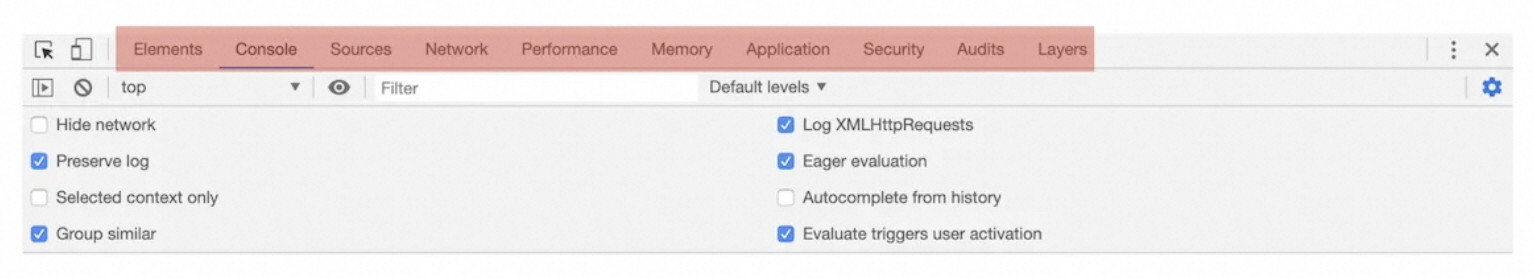 Elements Console Sources Network Performance Memory Application Security Audits Layers
top Filter Default levels
Hide network Log XMLHttpRequests
Preserve log Eager evaluation
Selected context only Autocomplete from history
Group similar Evaluate triggers user activation